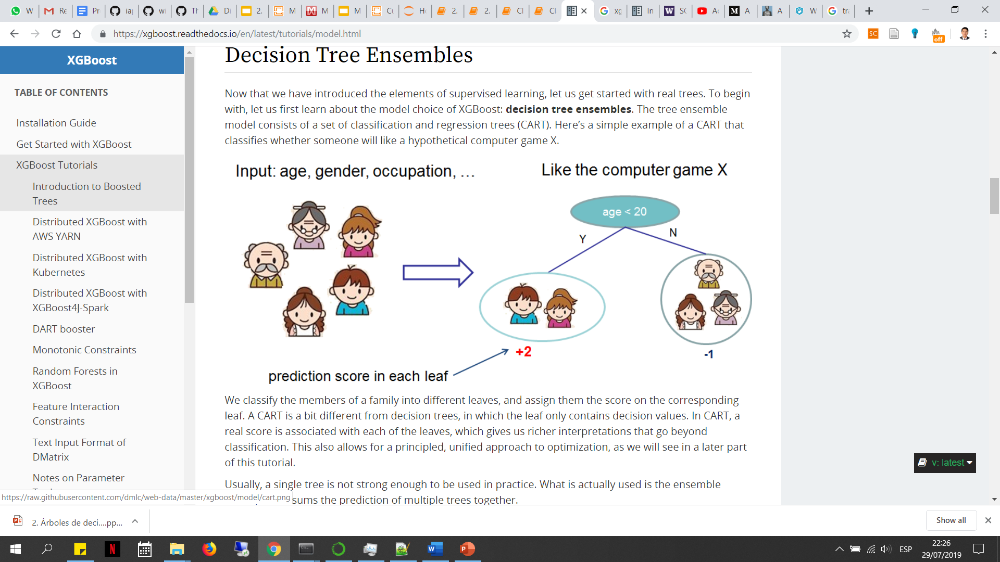 W
Re
Pr
iaj
wi
Th
Di
2.
M
M
M
Cu
Ho
2.
2.
Cl
Cl
xg
In
SC
Ac
A
A
W
tra
https://xgboost.readthedocs.io/en/latest/tutorials/model.html
SC
off
XGBoost
TABLE OF CONTENTS
Installation Guide
Get Started with XGBoost
XGBoost Tutorials
Introduction to Boosted
Trees
Distributed XGBoost with
AWS YARN
Distributed XGBoost with
Kubernetes
Distributed XGBoost with
XGBoost4J-Spark
DART booster
Monotonic Constraints
Random Forests in
XGBoost
Feature Interaction
Constraints
Text Input Format of
DMatrix
Notes on Parameter
https://raw.githubusercontent.com/dmlc/web-data/master/xgboost/model/cart.png
Decision Tree Ensembles
Now that we have introduced the elements of supervised learning, let us get started with real trees. To begin
with, let us first learn about the model choice of XGBoost: decision tree ensembles. The tree ensemble
model consists of a set of classification and regression trees (CART). Here’s a simple example of a CART that
classifies whether someone will like a hypothetical computer game X.
Input: age, gender, occupation, …
Like the computer game X
age < 20
Y
N
+2
-1
prediction score in each leaf
We classify the members of a family into different leaves, and assign them the score on the corresponding
leaf. A CART is a bit different from decision trees, in which the leaf only contains decision values. In CART, a
real score is associated with each of the leaves, which gives us richer interpretations that go beyond
classification. This also allows for a principled, unified approach to optimization, as we will see in a later part
of this tutorial.
Usually, a single tree is not strong enough to be used in practice. What is actually used is the ensemble
sums the prediction of multiple trees together.
v: latest
2. Árboles de deci....pp...
Show all
ESP
22:26
29/07/2019